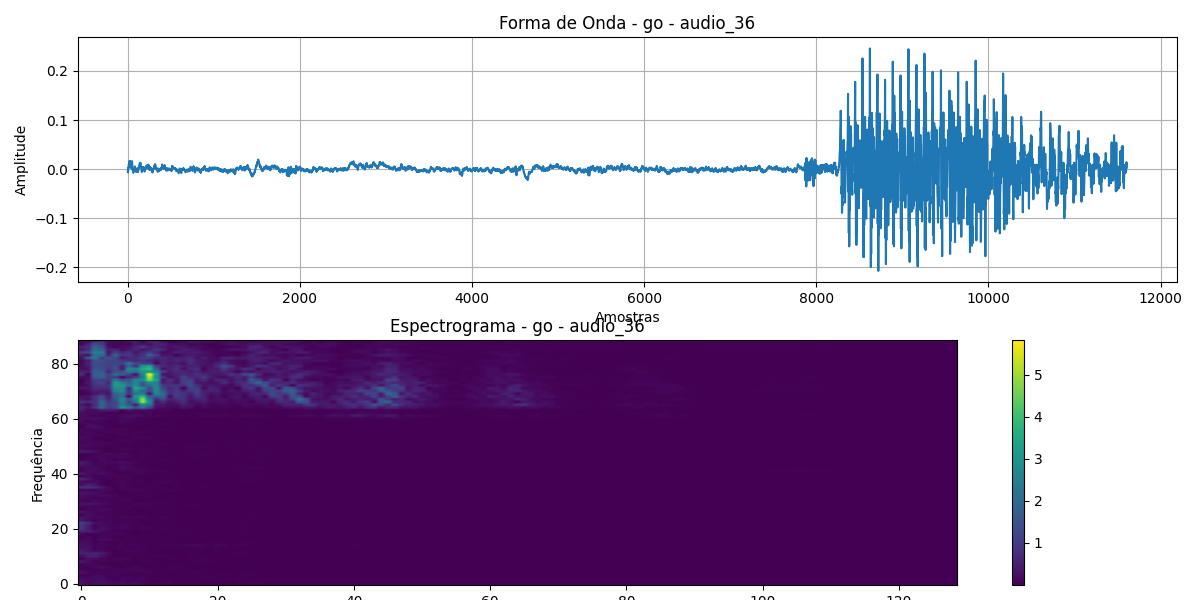 Forma de Onda - go - audio_36
0.2
0.1
0.0
−0.1
−0.2
Amplitude
0 2000 4000 6000 8000 10000 12000
Amostras
Espectrograma - go - audio_36
80
60
40
20
0
Frequência
0 20 40 60 80 100 120
5
4
3
2
1